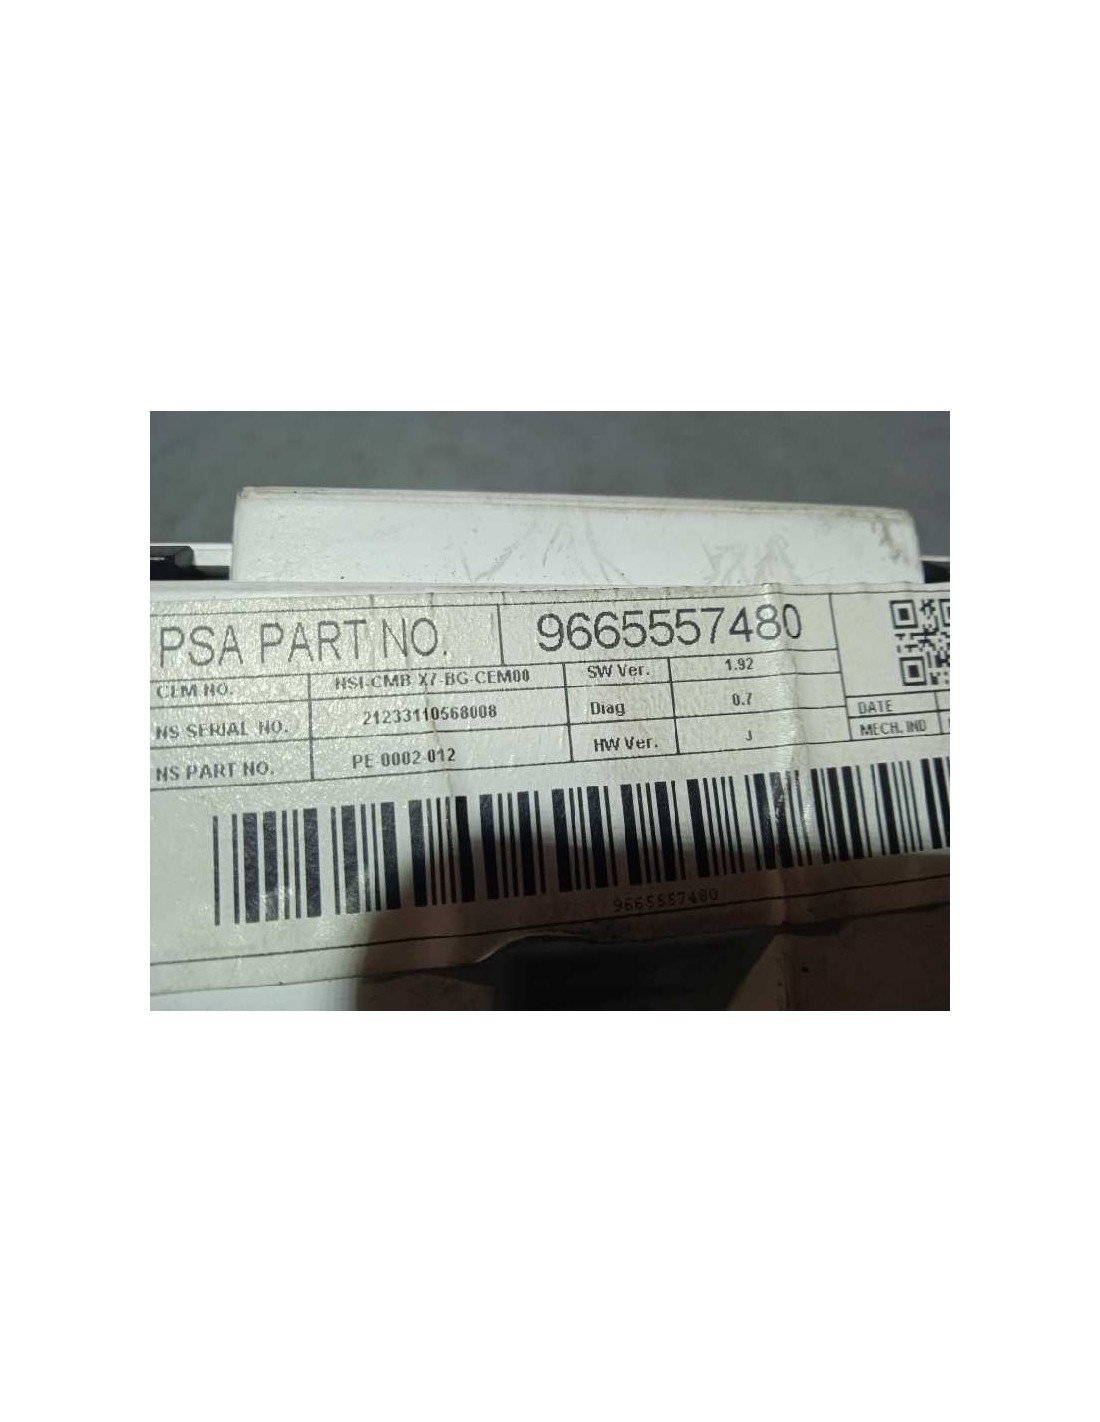 PSA PART NO. 9665557480
CEM NO. NSI-CMB X7-BG-CEM00 SW Ver. 1.92
NS SERIAL NO. 21233110568008 Diag 0.7 DATE
NS PART NO. PE 0002-012 HW Ver. J MECH. IND
9665557480